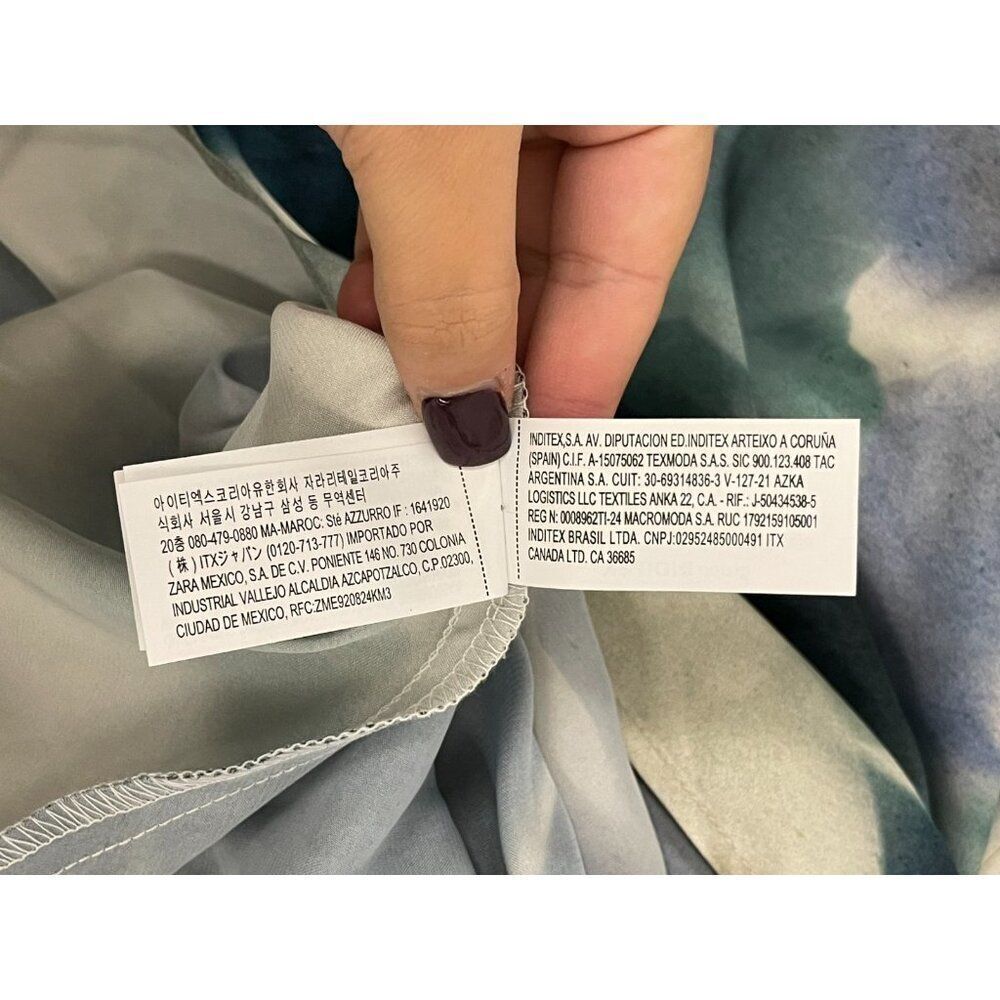 아이티엑스코리아유한회사 자라리테일코리아주
식회사 서울시 강남구 삼성 동 무역센터
20층 080-479-0880 MA-MAROC: Sté AZZURRO IF : 1641920
(株) ITXジャパン (0120-713-777) IMPORTADO POR
ZARA MEXICO, S.A. DE C.V. PONIENTE 146 NO. 730 COLONIA
INDUSTRIAL VALLEJO ALCALDIA AZCAPOTZALCO, C.P.02300,
CIUDAD DE MEXICO, RFC:ZME920824KM3
INDITEX,S.A. AV. DIPUTACION ED.INDITEX ARTEIXO A CORUÑA
(SPAIN) C.I.F. A-15075062 TEXMODA S.A.S. SIC 900.123.408 TAC
ARGENTINA S.A. CUIT: 30-69314836-3 V-127-21 AZKA
LOGISTICS LLC TEXTILES ANKA 22, C.A. - RIF.: J-50434538-5
REG N: 0008962TI-24 MACROMODA S.A. RUC 1792159105001
INDITEX BRASIL LTDA. CNPJ:02952485000491 ITX
CANADA LTD. CA 36685